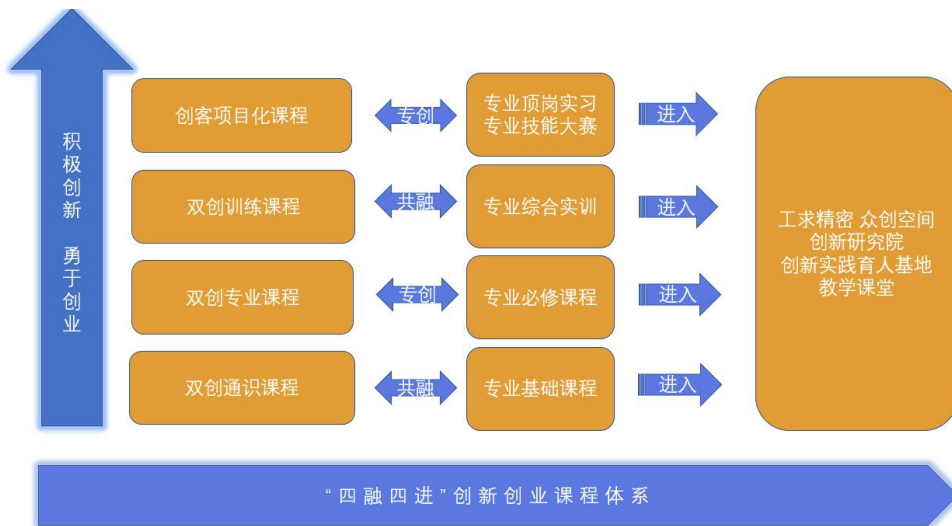 积极创新 勇于创业
创客项目化课程
专创
专业顶岗实习
专业技能大赛
进入
双创训练课程
共融
专业综合实训
进入
双创专业课程
专创
专业必修课程
进入
双创通识课程
共融
专业基础课程
进入
工求精密 众创空间
创新研究院
创新实践育人基地
教学课堂
“四融四进”创新创业课程体系